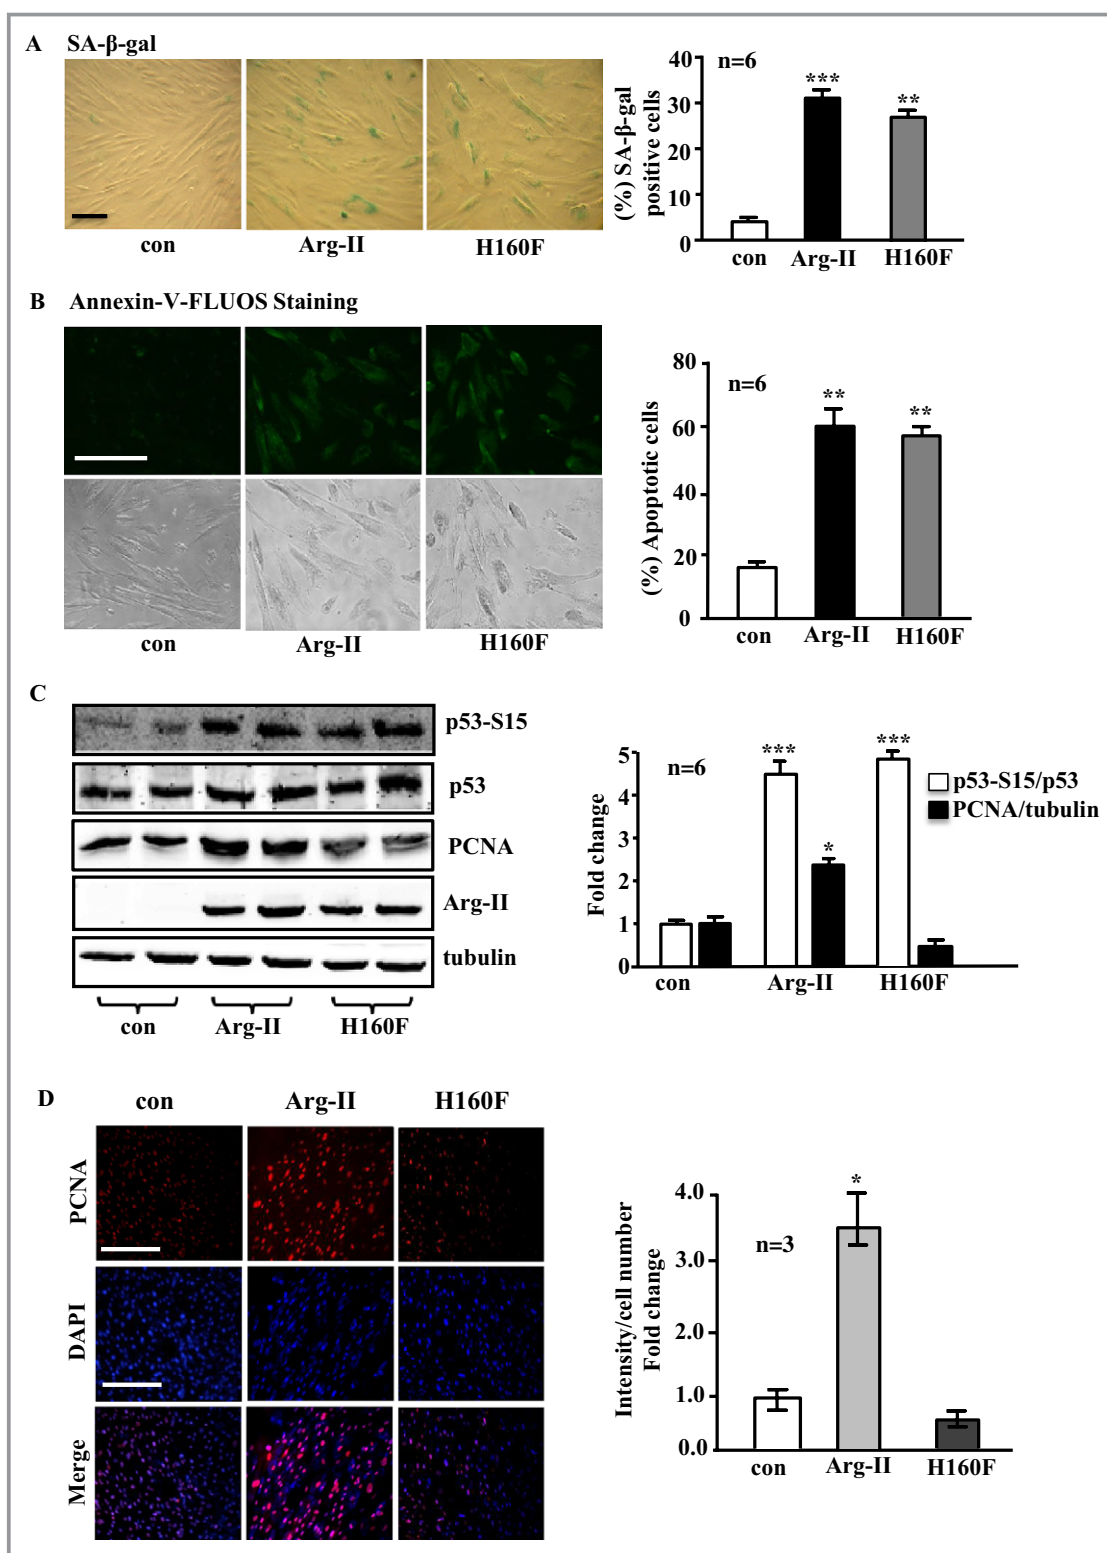 A SA-β-gal
con Arg-II H160F
(%) SA-β-gal
positive cells
n=6
*** **
40
30
20
10
0
con Arg-II H160F
B Annexin-V-FLUOS Staining
con Arg-II H160F
(%) Apoptotic cells
n=6
** **
80
60
40
20
0
con Arg-II H160F
C
p53-S15
p53
PCNA
Arg-II
tubulin
con Arg-II H160F
Fold change
n=6
*** * ***
p53-S15/p53
PCNA/tubulin
5
4
3
2
1
0
con Arg-II H160F
D
con Arg-II H160F
PCNA
DAPI
Merge
Intensity/cell number
Fold change
n=3
*
4.0
3.0
2.0
1.0
0.0
con Arg-II H160F